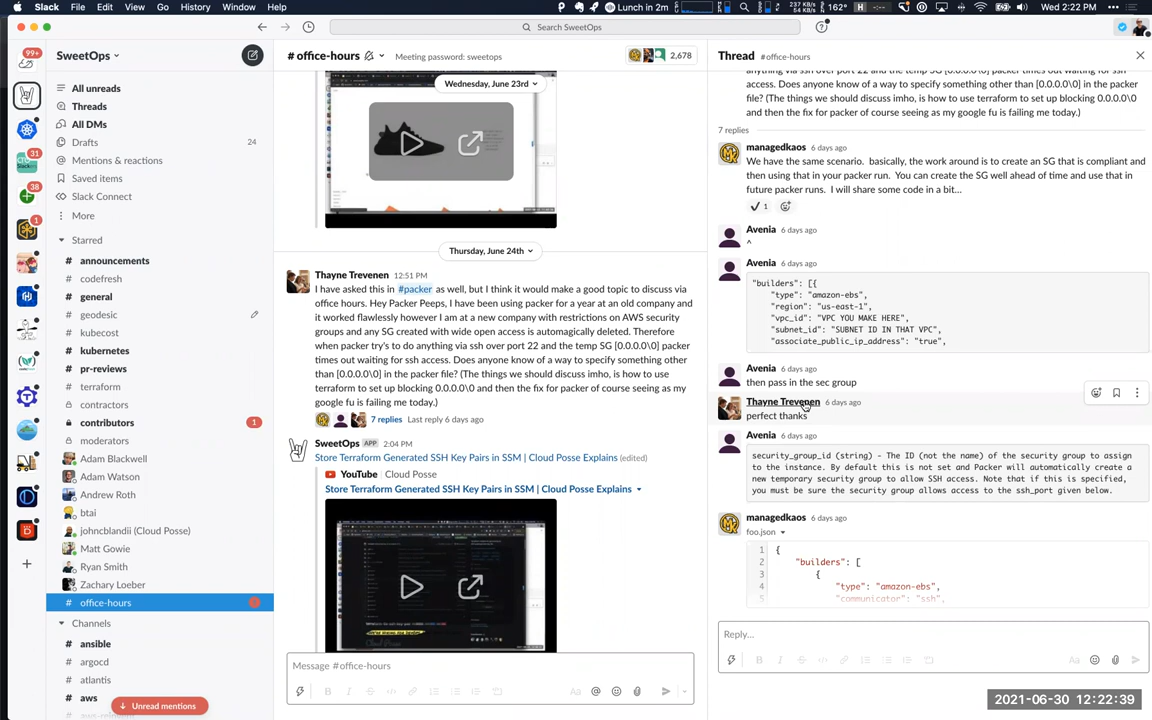 Slack File Edit View Go History Window Help
Lunch in 2m
237 KB
54 KB
162°
Wed 2:22 PM
Search SweetOps
99+
SweetOps
All unreads
Threads
All DMs
Drafts 24
Mentions & reactions
Saved items
Slack Connect
More
Starred
announcements
codefresh
general
geodesic
kubecost
kubernetes
pr-reviews
terraform
contractors
contributors 1
moderators
Adam Blackwell
Adam Watson
Andrew Roth
btai
johncblandii (Cloud Posse)
Matt Gowie
Ryan Smith
Zachary Loeber
# office-hours
Channels
# ansible
# argocd
# atlantis
# aws
Unread mentions
31
38
1
# office-hours
Meeting password: sweetops
2,678
Wednesday, June 23rd
Thursday, June 24th
Thayne Trevenen 12:51 PM
I have asked this in #packer as well, but I think it would make a good topic to discuss via
office hours. Hey Packer Peeps, I have been using packer for a year at an old company and
it worked flawlessly however I am at a new company with restrictions on AWS security
groups and any SG created with wide open access is automagically deleted. Therefore
when packer try's to do anything via ssh over port 22 and the temp SG [0.0.0.0\0] packer
times out waiting for ssh access. Does anyone know of a way to specify something other
than [0.0.0.0\0] in the packer file? (The things we should discuss imho, is how to use
terraform to set up blocking 0.0.0.0\0 and then the fix for packer of course seeing as my
google fu is failing me today.)
7 replies Last reply 6 days ago
SweetOps APP 2:04 PM
Store Terraform Generated SSH Key Pairs in SSM | Cloud Posse Explains (edited)
YouTube | Cloud Posse
Store Terraform Generated SSH Key Pairs in SSM | Cloud Posse Explains
Message #office-hours
Aa
Thread #office-hours
anything via ssh over port 22 and the temp SG [0.0.0.0\0] packer times out waiting for ssh
access. Does anyone know of a way to specify something other than [0.0.0.0\0] in the packer
file? (The things we should discuss imho, is how to use terraform to set up blocking 0.0.0.0\0
and then the fix for packer of course seeing as my google fu is failing me today.)
7 replies
managedkaos 6 days ago
We have the same scenario. basically, the work around is to create an SG that is compliant and
then using that in your packer run. You can create the SG well ahead of time and use that in
future packer runs. I will share some code in a bit...
1
Avenia 6 days ago
^
Avenia 6 days ago
"builders": [{
"type": "amazon-ebs",
"region": "us-east-1",
"vpc_id": "VPC YOU MAKE HERE",
"subnet_id": "SUBNET ID IN THAT VPC",
"associate_public_ip_address": "true",
Avenia 6 days ago
then pass in the sec group
Thayne Trevenen 6 days ago
perfect thanks
Avenia 6 days ago
security_group_id (string) - The ID (not the name) of the security group to assign
to the instance. By default this is not set and Packer will automatically create a
new temporary security group to allow SSH access. Note that if this is specified,
you must be sure the security group allows access to the ssh_port given below.
managedkaos 6 days ago
foo.json
1 {
2 "builders": [
3 {
4 "type": "amazon-ebs",
5 "communicator": "ssh",
Reply...
Aa
2021-06-30 12:22:39